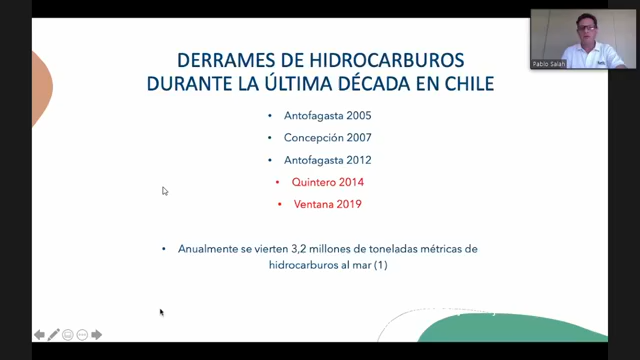 DERRAMES DE HIDROCARBUROS
DURANTE LA ÚLTIMA DÉCADA EN CHILE
• Antofagasta 2005
• Concepción 2007
• Antofagasta 2012
• Quintero 2014
• Ventana 2019
• Anualmente se vierten 3,2 millones de toneladas métricas de
hidrocarburos al mar (1)
Pablo Salah